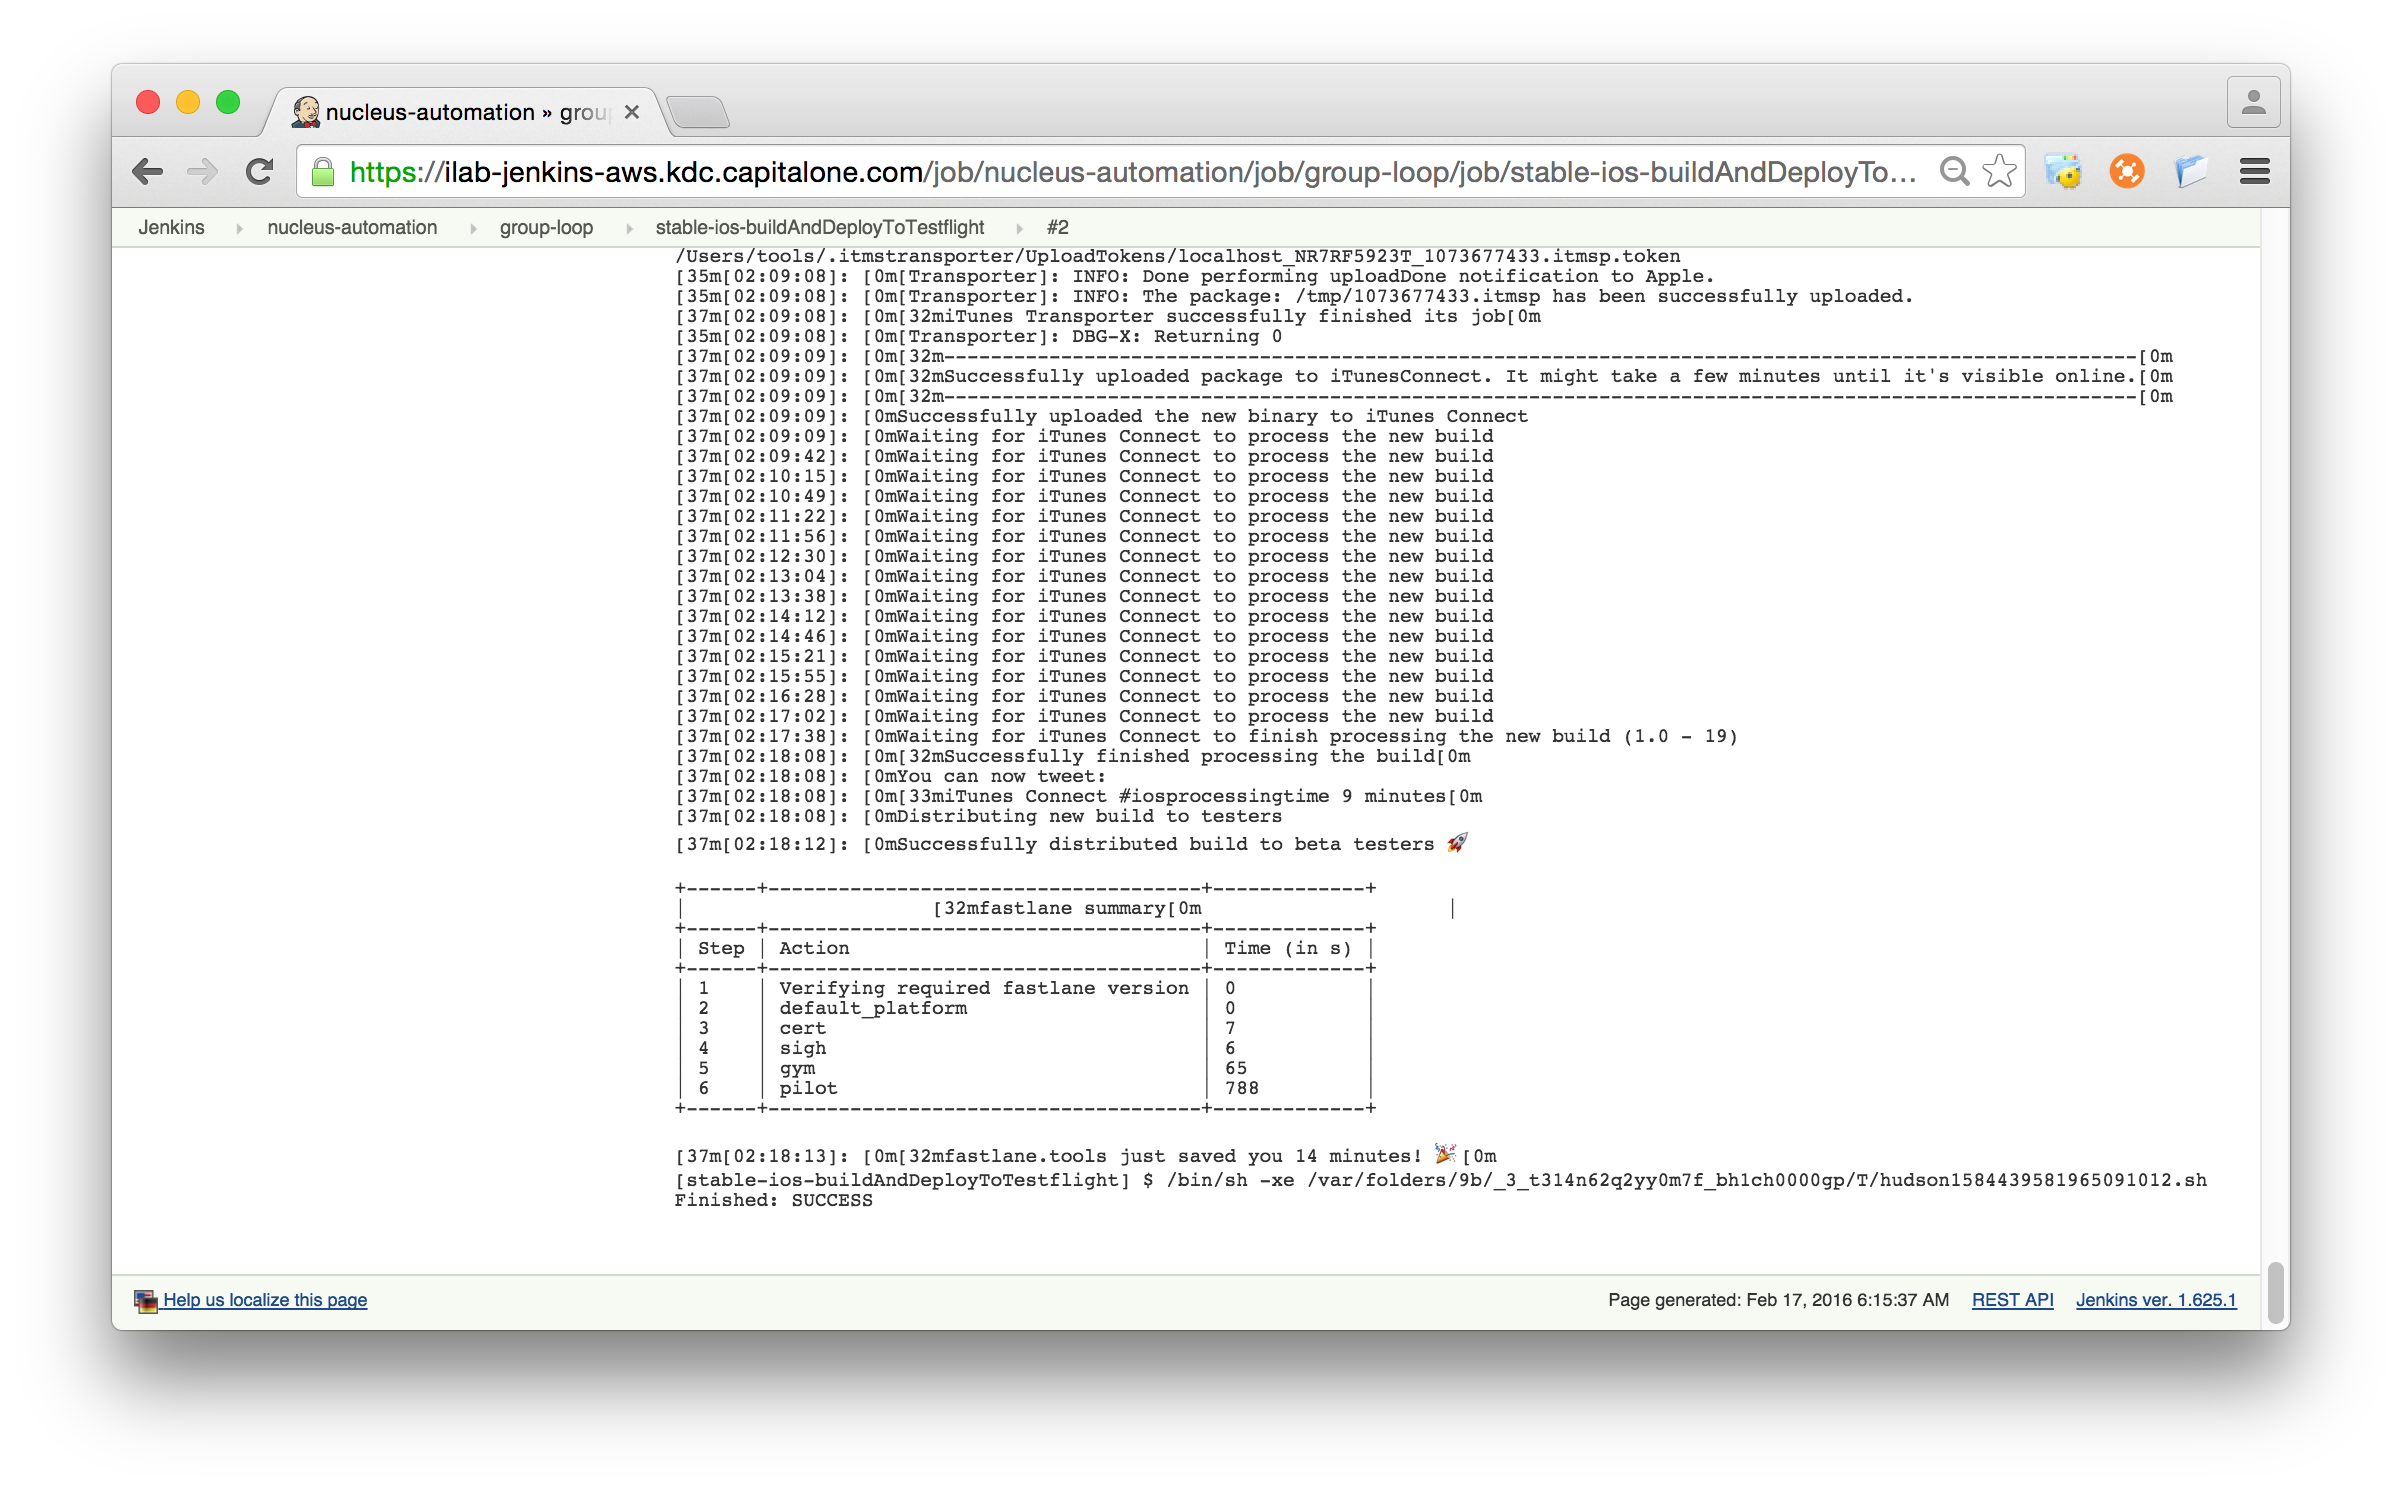 nucleus-automation » grou
https://ilab-jenkins-aws.kdc.capitalone.com/job/nucleus-automation/job/group-loop/job/stable-ios-buildAndDeployTo...
Jenkins nucleus-automation group-loop stable-ios-buildAndDeployToTestflight #2
/Users/tools/.itmstransporter/UploadTokens/localhost_NR7RF5923T_1073677433.itmsp.token
[35m[02:09:08]: [0m[Transporter]: INFO: Done performing uploadDone notification to Apple.
[35m[02:09:08]: [0m[Transporter]: INFO: The package: /tmp/1073677433.itmsp has been successfully uploaded.
[37m[02:09:08]: [0m[32miTunes Transporter successfully finished its job[0m
[35m[02:09:08]: [0m[Transporter]: DBG-X: Returning 0
[37m[02:09:09]: [0m[32m------------------------------------------------------------------------------------------------------[0m
[37m[02:09:09]: [0m[32mSuccessfully uploaded package to iTunesConnect. It might take a few minutes until it's visible online.[0m
[37m[02:09:09]: [0m[32m------------------------------------------------------------------------------------------------------[0m
[37m[02:09:09]: [0mSuccessfully uploaded the new binary to iTunes Connect
[37m[02:09:09]: [0mWaiting for iTunes Connect to process the new build
[37m[02:09:42]: [0mWaiting for iTunes Connect to process the new build
[37m[02:10:15]: [0mWaiting for iTunes Connect to process the new build
[37m[02:10:49]: [0mWaiting for iTunes Connect to process the new build
[37m[02:11:22]: [0mWaiting for iTunes Connect to process the new build
[37m[02:11:56]: [0mWaiting for iTunes Connect to process the new build
[37m[02:12:30]: [0mWaiting for iTunes Connect to process the new build
[37m[02:13:04]: [0mWaiting for iTunes Connect to process the new build
[37m[02:13:38]: [0mWaiting for iTunes Connect to process the new build
[37m[02:14:12]: [0mWaiting for iTunes Connect to process the new build
[37m[02:14:46]: [0mWaiting for iTunes Connect to process the new build
[37m[02:15:21]: [0mWaiting for iTunes Connect to process the new build
[37m[02:15:55]: [0mWaiting for iTunes Connect to process the new build
[37m[02:16:28]: [0mWaiting for iTunes Connect to process the new build
[37m[02:17:02]: [0mWaiting for iTunes Connect to process the new build
[37m[02:17:38]: [0mWaiting for iTunes Connect to finish processing the new build (1.0 - 19)
[37m[02:18:08]: [0m[32mSuccessfully finished processing the build[0m
[37m[02:18:08]: [0mYou can now tweet:
[37m[02:18:08]: [0m[33miTunes Connect #iosprocessingtime 9 minutes[0m
[37m[02:18:08]: [0mDistributing new build to testers
[37m[02:18:12]: [0mSuccessfully distributed build to beta testers 🚀
+------+-------------------------------------+-------------+
| [32mfastlane summary[0m |
+------+-------------------------------------+-------------+
| Step | Action | Time (in s) |
+------+-------------------------------------+-------------+
| 1 | Verifying required fastlane version | 0 |
| 2 | default_platform | 0 |
| 3 | cert | 7 |
| 4 | sigh | 6 |
| 5 | gym | 65 |
| 6 | pilot | 788 |
+------+-------------------------------------+-------------+
[37m[02:18:13]: [0m[32mfastlane.tools just saved you 14 minutes! 🎉[0m
[stable-ios-buildAndDeployToTestflight] $ /bin/sh -xe /var/folders/9b/_3_t314n62q2yy0m7f_bh1ch0000gp/T/hudson1584439581965091012.sh
Finished: SUCCESS
Help us localize this page Page generated: Feb 17, 2016 6:15:37 AM REST API Jenkins ver. 1.625.1